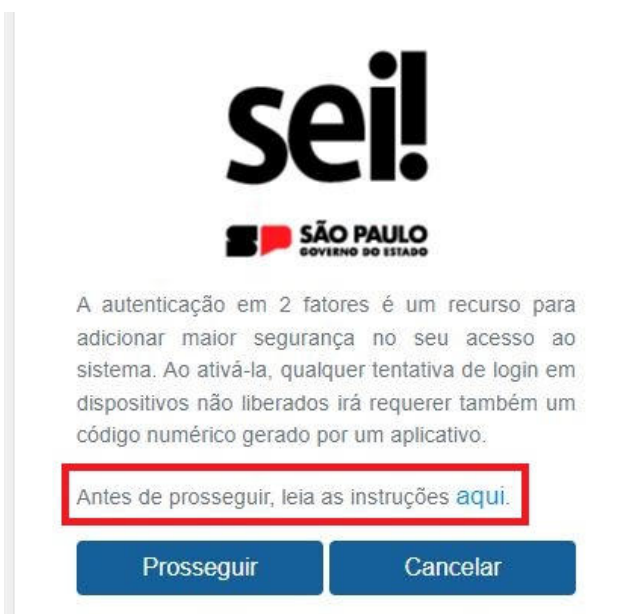 sei!
SÃO PAULO
GOVERNO DO ESTADO
A autenticação em 2 fatores é um recurso para
adicionar maior segurança no seu acesso ao
sistema. Ao ativá-la, qualquer tentativa de login em
dispositivos não liberados irá requerer também um
código numérico gerado por um aplicativo.
Antes de prosseguir, leia as instruções aqui.
Prosseguir Cancelar